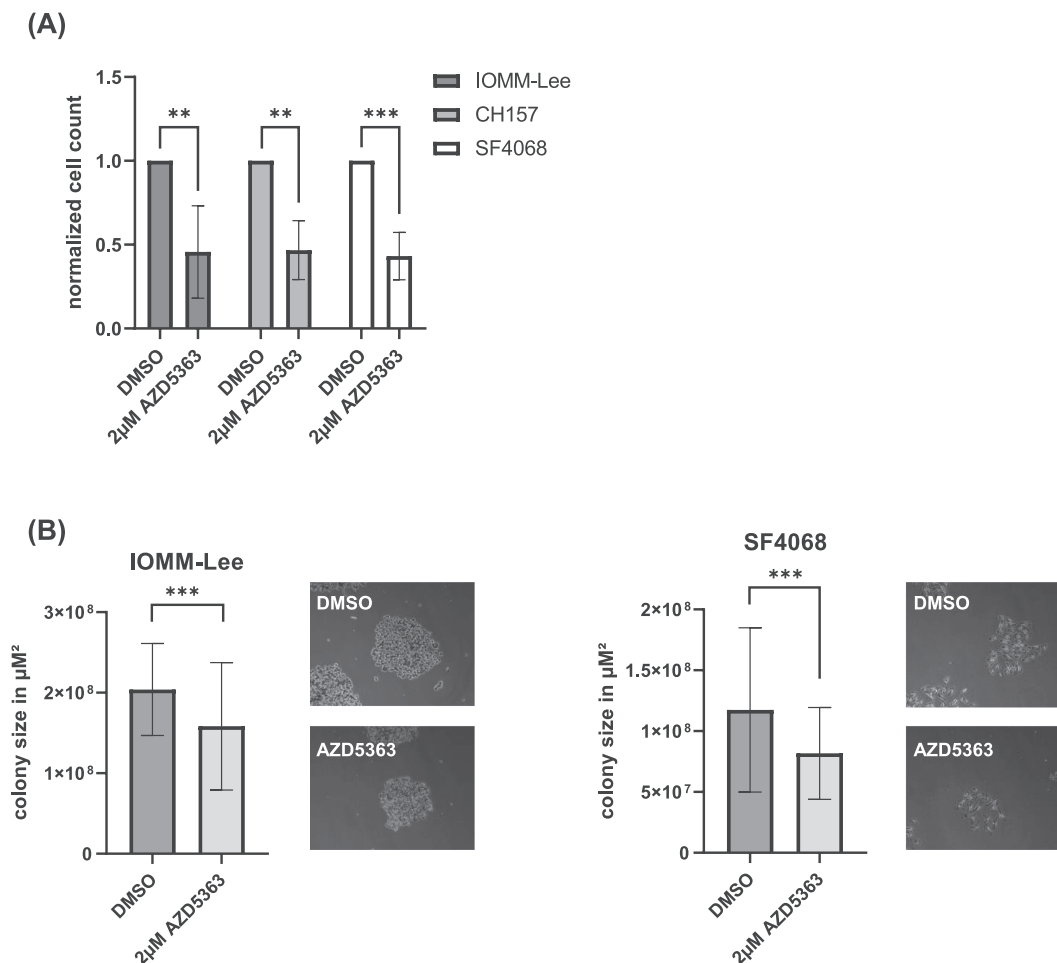 (A)
normalized cell count
1.5
1.0
0.5
0.0
** ** ***
IOMM-Lee
CH157
SF4068
DMSO
2µM AZD5363
DMSO
2µM AZD5363
DMSO
2µM AZD5363
(B)
IOMM-Lee
***
colony size in µM²
3×10⁸
2×10⁸
1×10⁸
0
DMSO
2µM AZD5363
DMSO
AZD5363
SF4068
***
colony size in µM²
2×10⁸
1.5×10⁸
1×10⁸
5×10⁷
0
DMSO
2µM AZD5363
DMSO
AZD5363